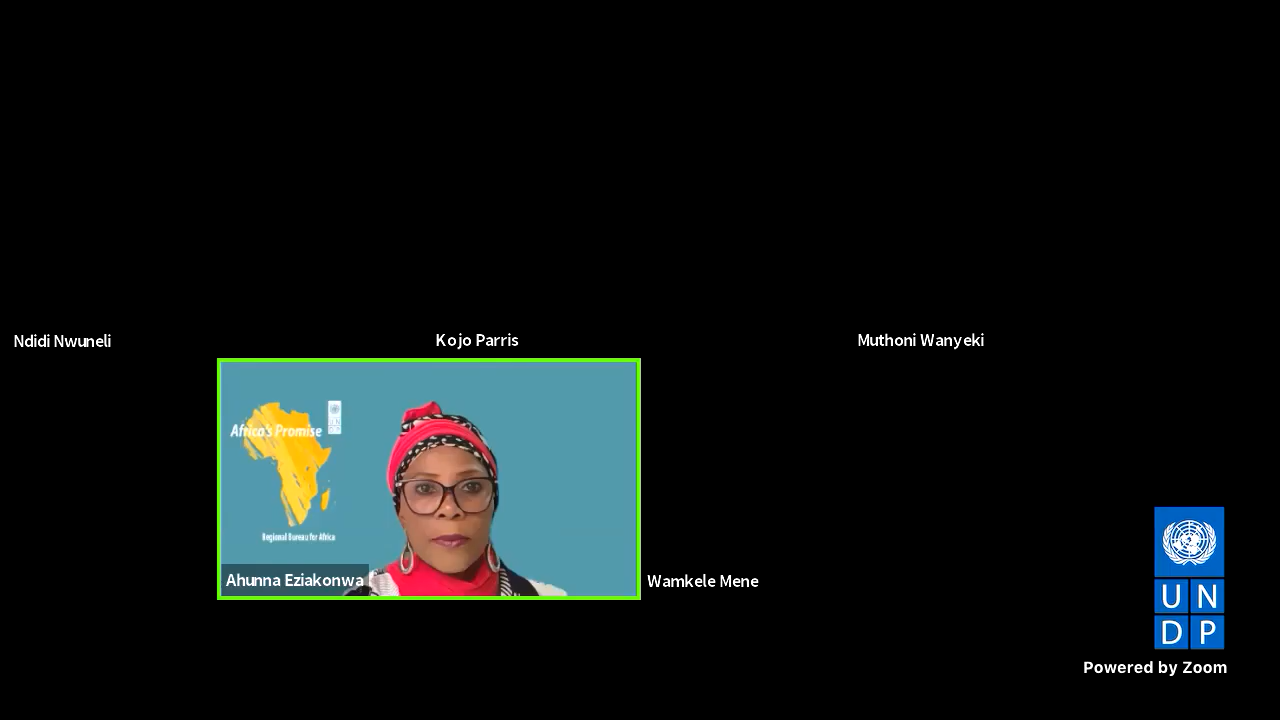 Ndidi Nwuneli
Kojo Parris
Muthoni Wanyeki
Africa's Promise
Regional Bureau for Africa
Ahunna Eziakonwa
Wamkele Mene
U N
D P
Powered by Zoom